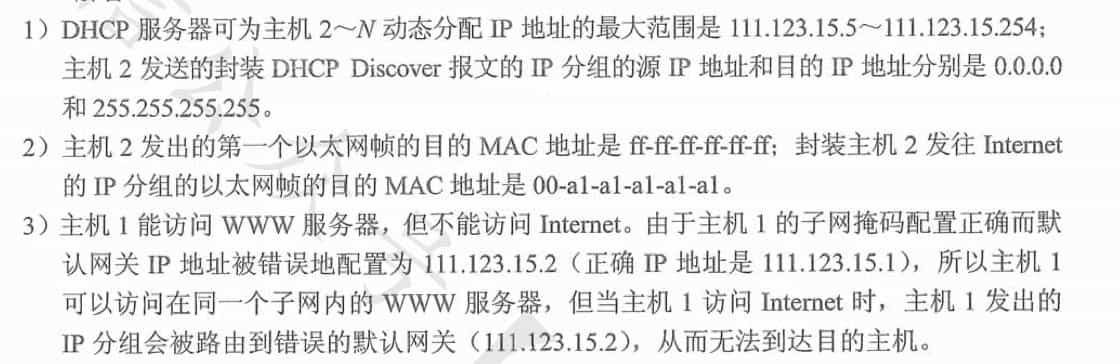 1）DHCP 服务器可为主机 2～N 动态分配 IP 地址的最大范围是 111.123.15.5～111.123.15.254；
主机 2 发送的封装 DHCP Discover 报文的 IP 分组的源 IP 地址和目的 IP 地址分别是 0.0.0.0
和 255.255.255.255。
2）主机 2 发出的第一个以太网帧的目的 MAC 地址是 ff-ff-ff-ff-ff-ff；封装主机 2 发往 Internet
的 IP 分组的以太网帧的目的 MAC 地址是 00-a1-a1-a1-a1-a1。
3）主机 1 能访问 WWW 服务器，但不能访问 Internet。由于主机 1 的子网掩码配置正确而默
认网关 IP 地址被错误地配置为 111.123.15.2（正确 IP 地址是 111.123.15.1），所以主机 1
可以访问在同一个子网内的 WWW 服务器，但当主机 1 访问 Internet 时，主机 1 发出的
IP 分组会被路由到错误的默认网关（111.123.15.2），从而无法到达目的主机。